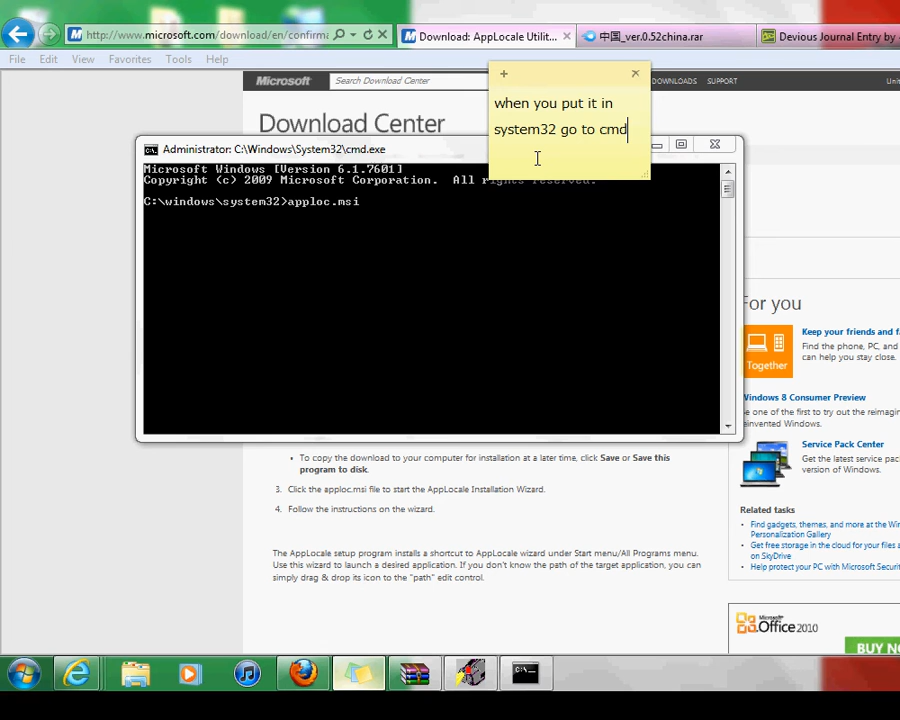 http://www.microsoft.com/download/en/confirma
Download: AppLocale Utilit...
中国_ver.0.52china.rar
Devious Journal Entry by
File Edit View Favorites Tools Help
Microsoft
Search Download Center
DOWNLOADS SUPPORT
Download Center
when you put it in
system32 go to cmd
Administrator: C:\Windows\System32\cmd.exe
Microsoft Windows [Version 6.1.7601]
Copyright (c) 2009 Microsoft Corporation. All rights reserved.
C:\windows\system32>apploc.msi
For you
Together
Keep your friends and f
Find the phone, PC, and
can help you stay close.
Windows 8 Consumer Preview
Be one of the first to try out the reimagin
reinvented Windows.
Service Pack Center
Get the latest service pac
version of Windows.
Related tasks
• Find gadgets, themes, and more at the Win
Personalization Gallery
• Get free storage in the cloud for your files a
on SkyDrive
• Help protect your PC with Microsoft Securit
• To copy the download to your computer for installation at a later time, click Save or Save this
program to disk.
3. Click the apploc.msi file to start the AppLocale Installation Wizard.
4. Follow the instructions on the wizard.
The AppLocale setup program installs a shortcut to AppLocale wizard under Start menu/All Programs menu.
Use this wizard to launch a desired application. If you don't know the path of the target application, you can
simply drag & drop its icon to the "path" edit control.
Microsoft
Office 2010
BUY NO